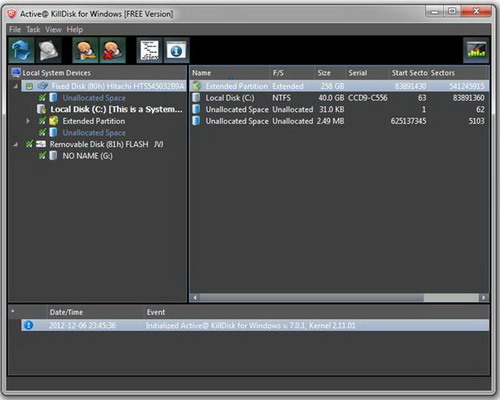 Active@ KillDisk for Windows [FREE Version]
File Task View Help
Local System Devices
Fixed Disk (80h) Hitachi HTS545032B9A
Unallocated Space
Local Disk (C:) [This is a System...
Extended Partition
Unallocated Space
Removable Disk (81h) FLASH JVJ
NO NAME (G:)
Name F/S Size Serial Start Secto Sectors
Extended Partition Extended 258 GB 83891430 541245915
Local Disk (C:) NTFS 40.0 GB CCD9-C556 63 83891360
Unallocated Space Unallocated 31.0 KB 1 62
Unallocated Space Unallocated 2.49 MB 625137345 5103
* Date/Time Event
2012-12-06 23:45:36 Initialized Active@ KillDisk for Windows v. 7.0.1, Kernel 2.11.01